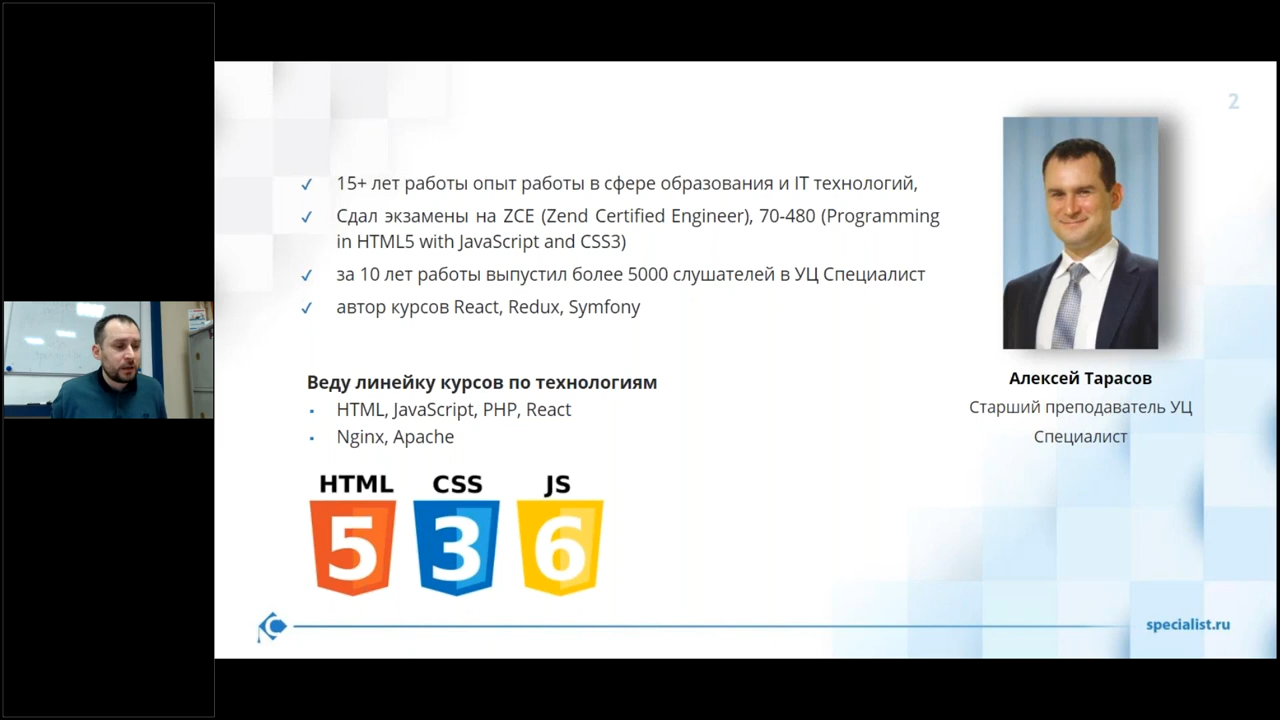 2
15+ лет работы опыт работы в сфере образования и IT технологий,
Сдал экзамены на ZCE (Zend Certified Engineer), 70-480 (Programming
in HTML5 with JavaScript and CSS3)
за 10 лет работы выпустил более 5000 слушателей в УЦ Специалист
автор курсов React, Redux, Symfony
Веду линейку курсов по технологиям
HTML, JavaScript, PHP, React
Nginx, Apache
HTML CSS JS
5 3 6
Алексей Тарасов
Старший преподаватель УЦ
Специалист
specialist.ru